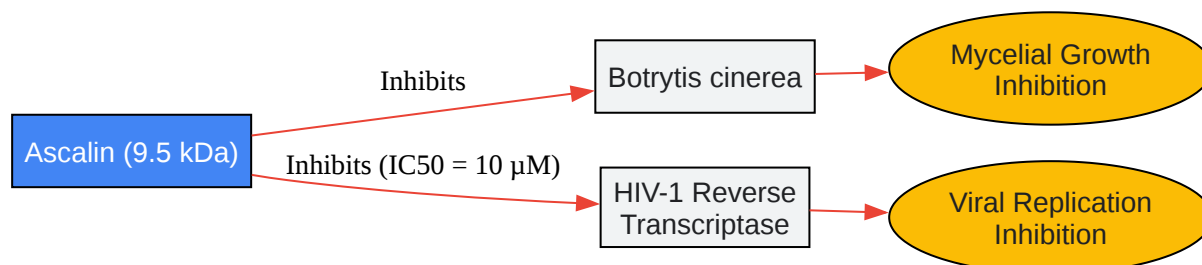 Ascalin (9.5 kDa)
Inhibits
Inhibits (IC50 = 10 µM)
Botrytis cinerea
HIV-1 Reverse
Transcriptase
Mycelial Growth
Inhibition
Viral Replication
Inhibition